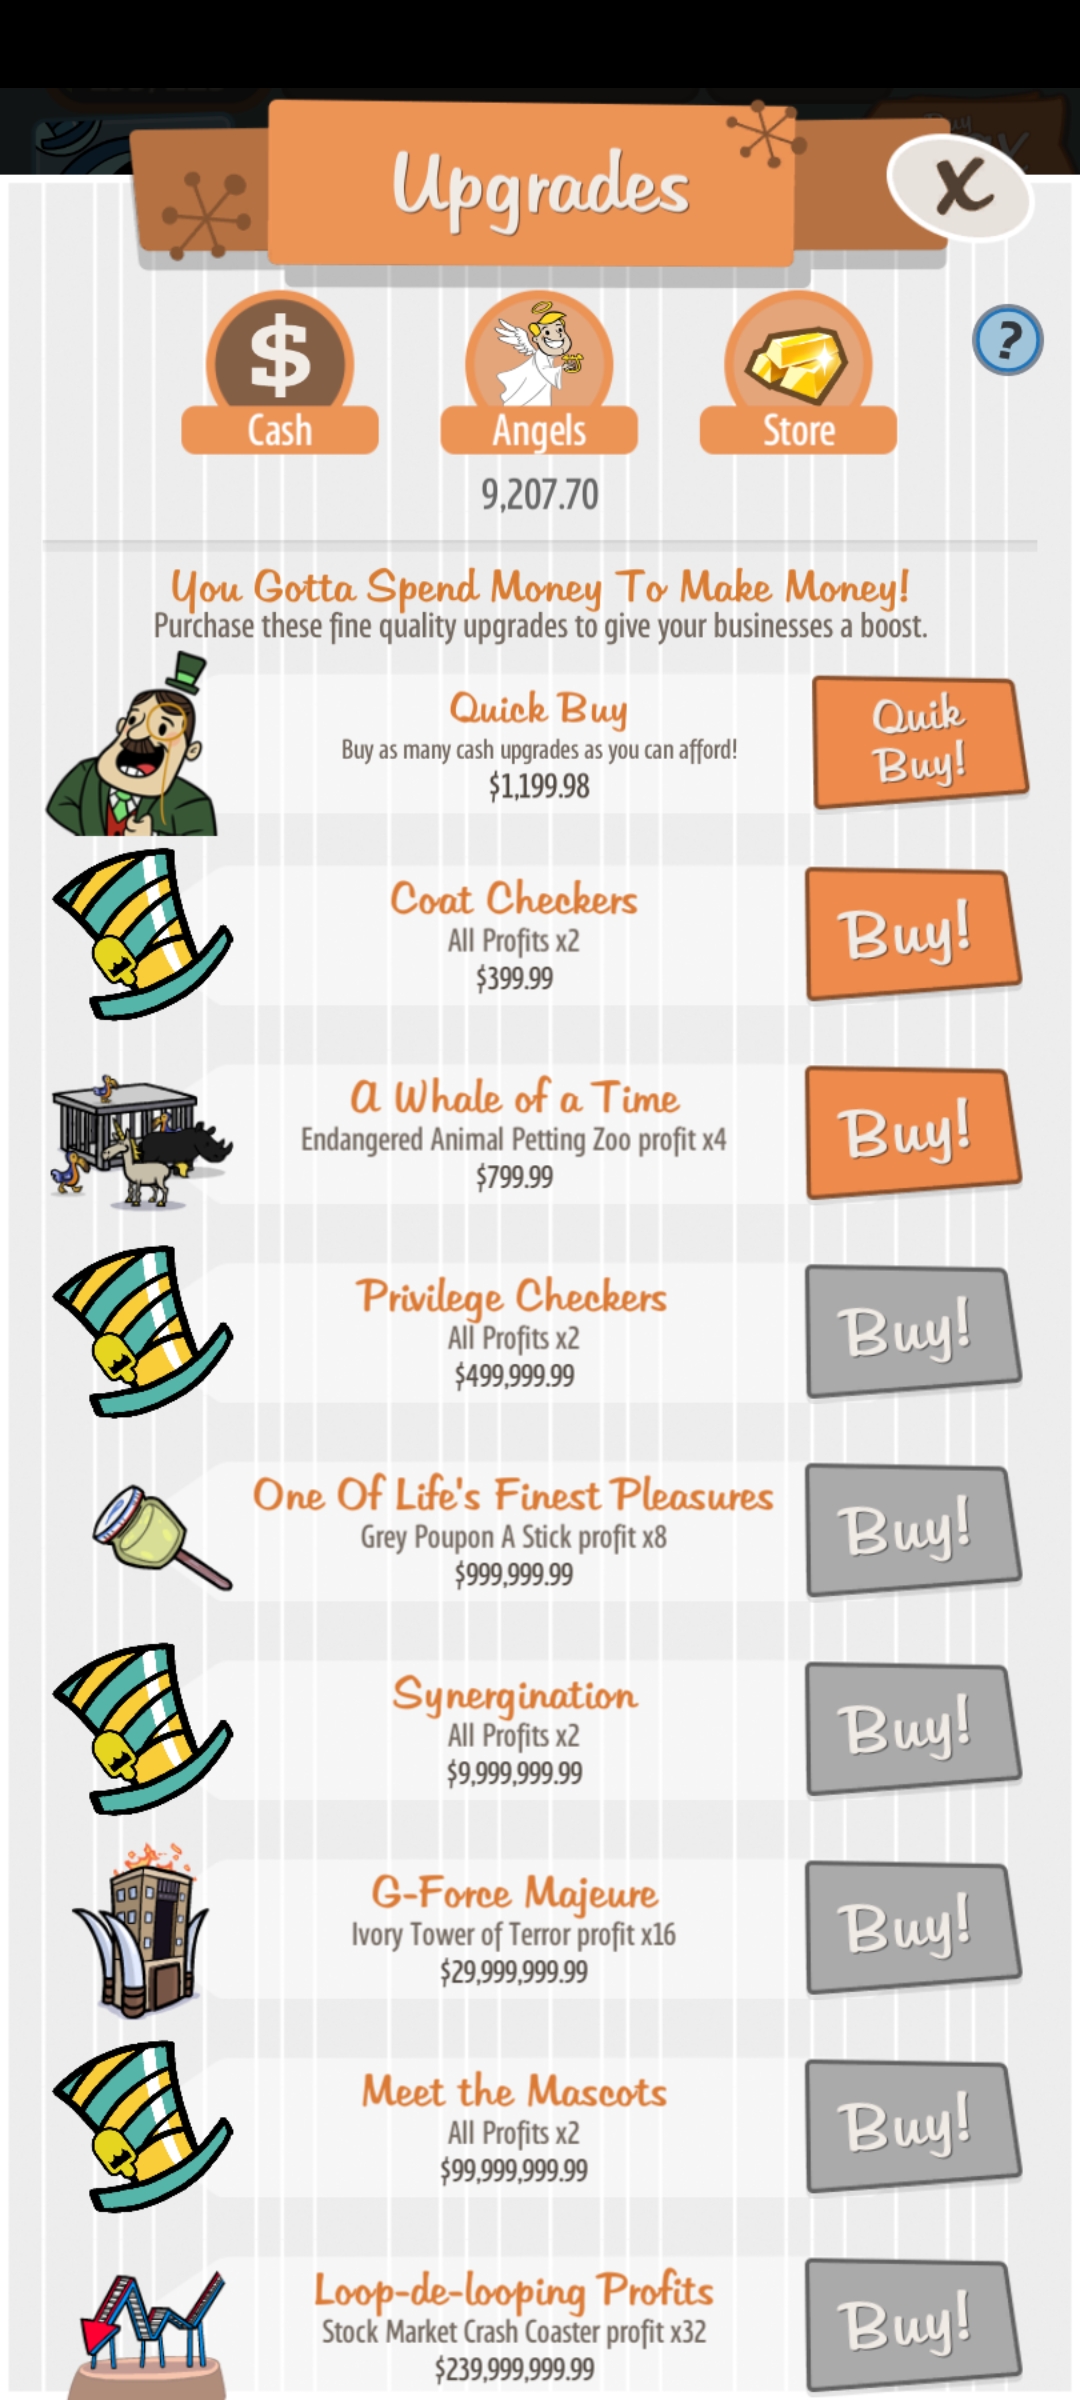 Upgrades
X
$
Cash
Angels
Store
?
9,207.70
You Gotta Spend Money To Make Money!
Purchase these fine quality upgrades to give your businesses a boost.
Quick Buy
Buy as many cash upgrades as you can afford!
$1,199.98
Quik
Buy!
Coat Checkers
All Profits x2
$399.99
Buy!
A Whale of a Time
Endangered Animal Petting Zoo profit x4
$799.99
Buy!
Privilege Checkers
All Profits x2
$499,999.99
Buy!
One Of Life's Finest Pleasures
Grey Poupon A Stick profit x8
$999,999.99
Buy!
Synergination
All Profits x2
$9,999,999.99
Buy!
G-Force Majeure
Ivory Tower of Terror profit x16
$29,999,999.99
Buy!
Meet the Mascots
All Profits x2
$99,999,999.99
Buy!
Loop-de-looping Profits
Stock Market Crash Coaster profit x32
$239,999,999.99
Buy!